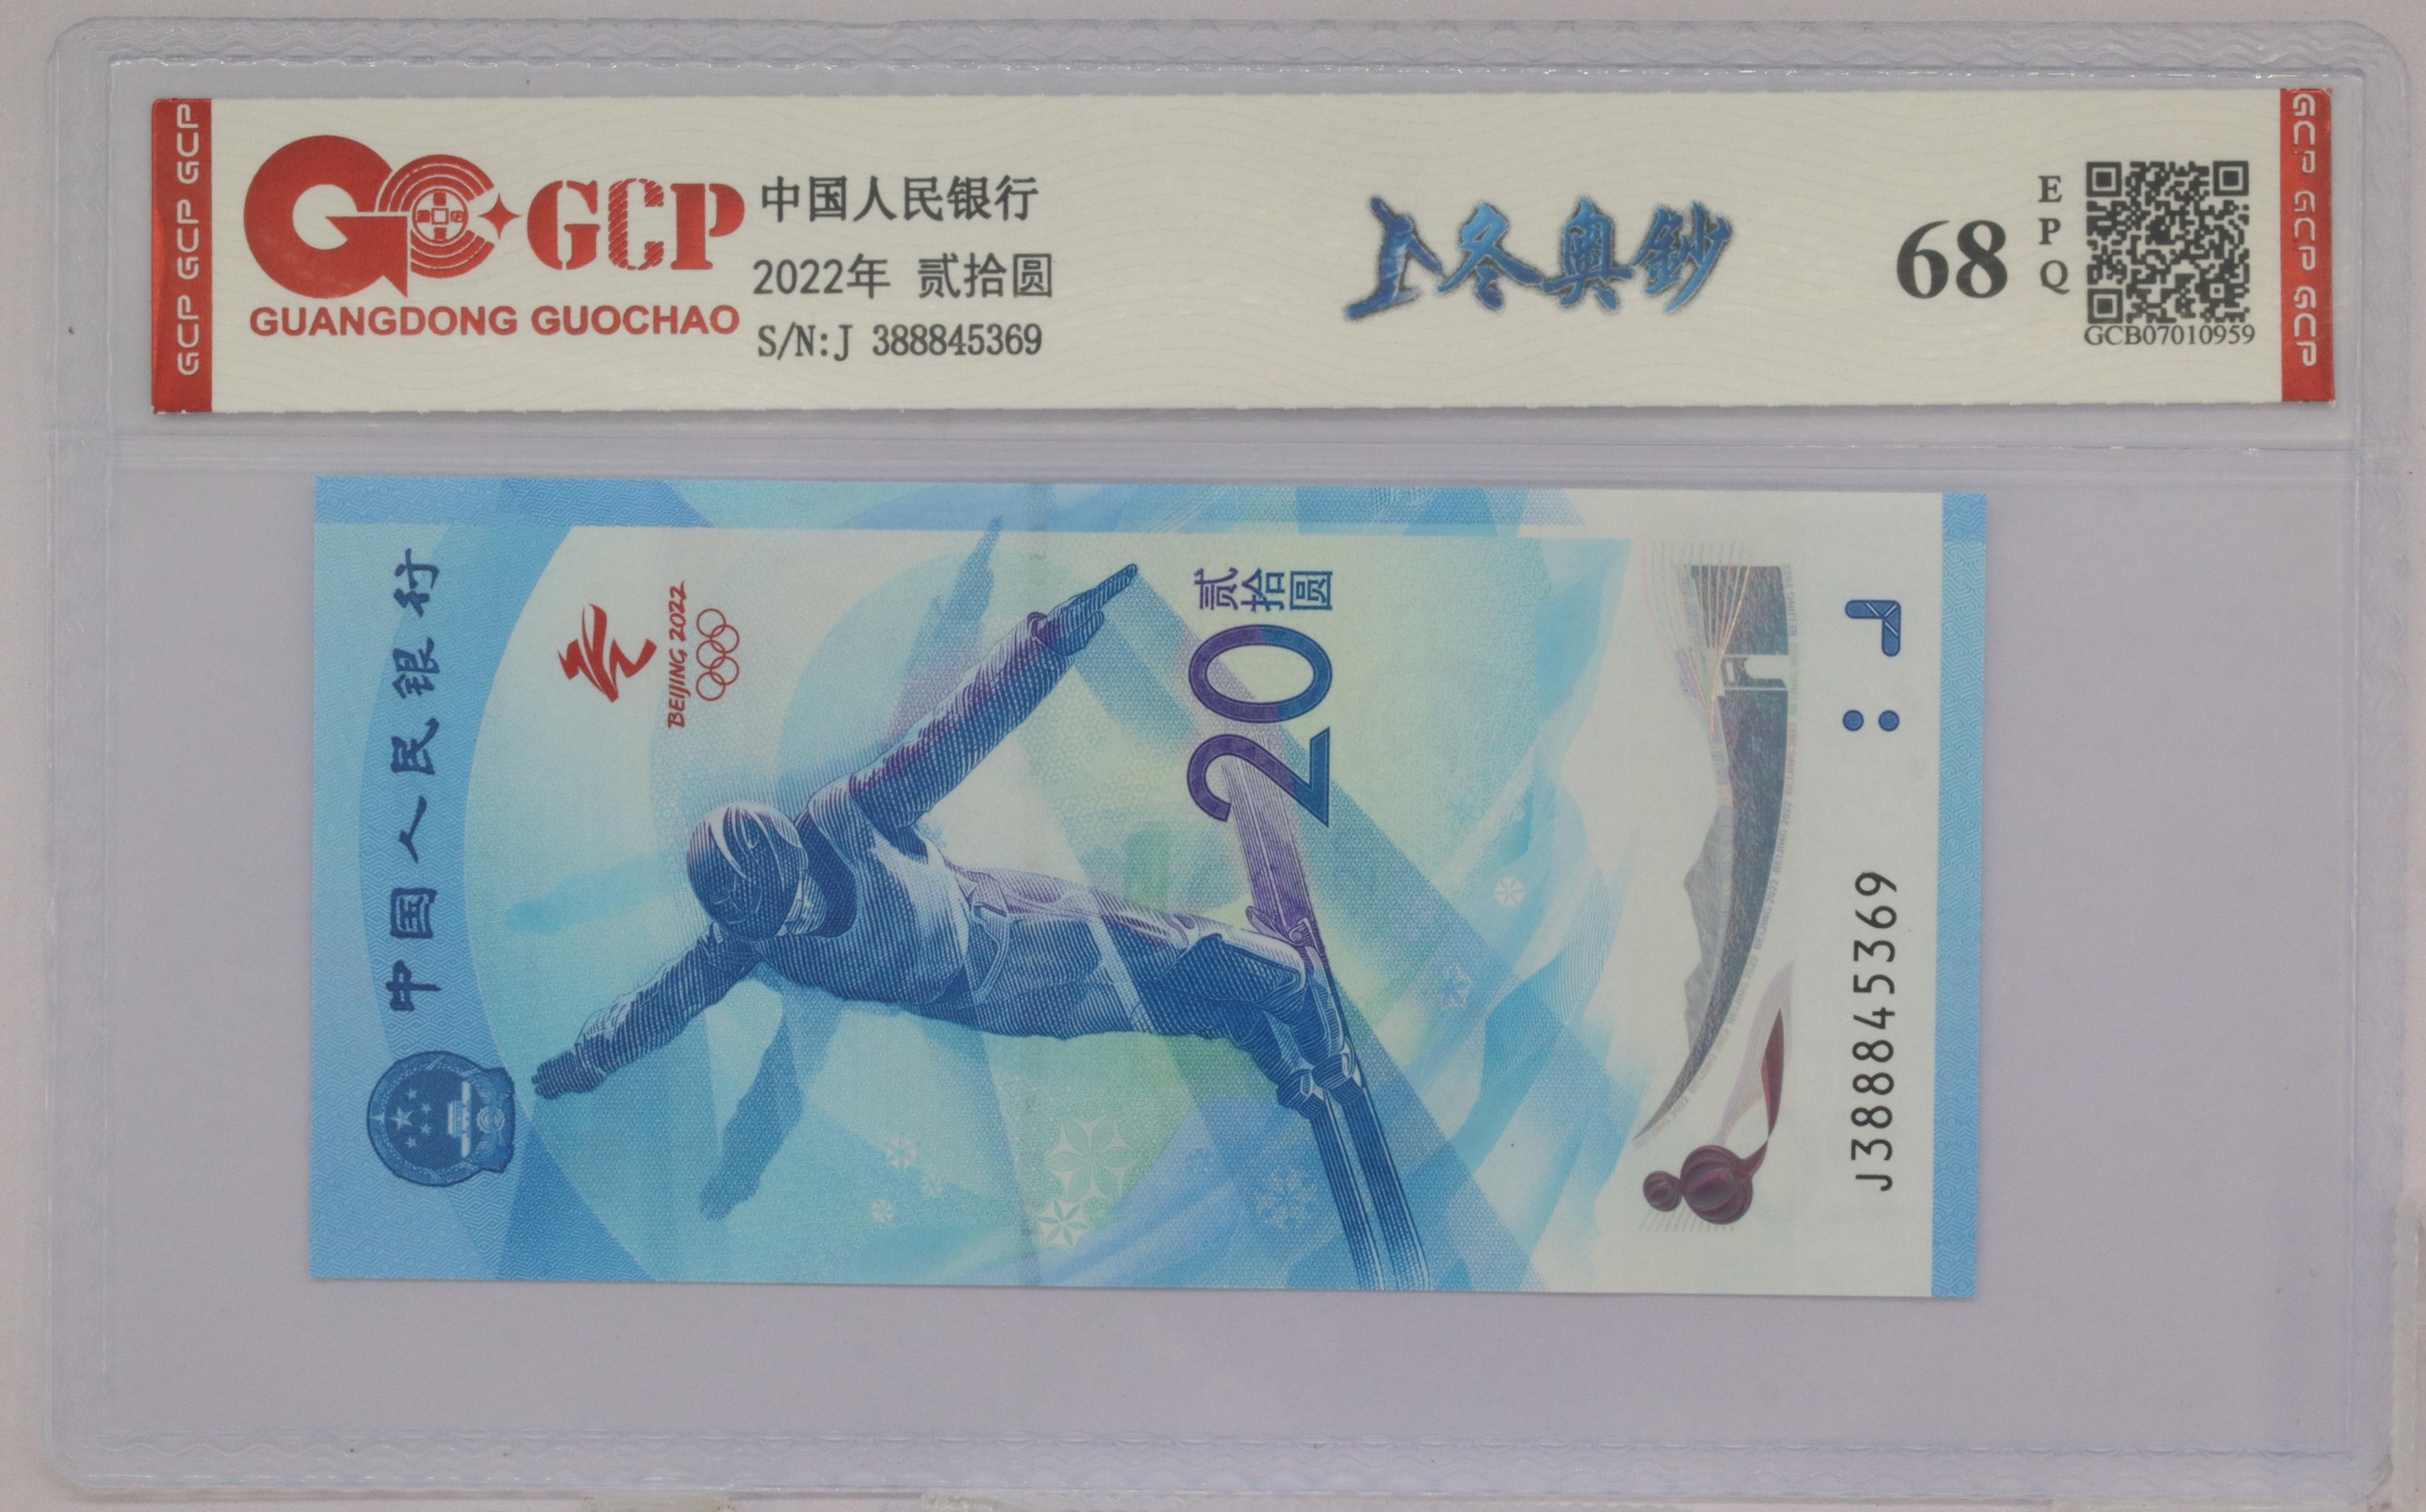 GCP GCP GCP
GCP
GUANGDONG GUOCHAO
中国人民银行
2022年 贰拾圆
S/N:J 388845369
冬奥鈔
68
EPQ
GCB07010959
GCP GCP GCP
中国人民银行
BEIJING 2022
贰拾圆
20
J388845369